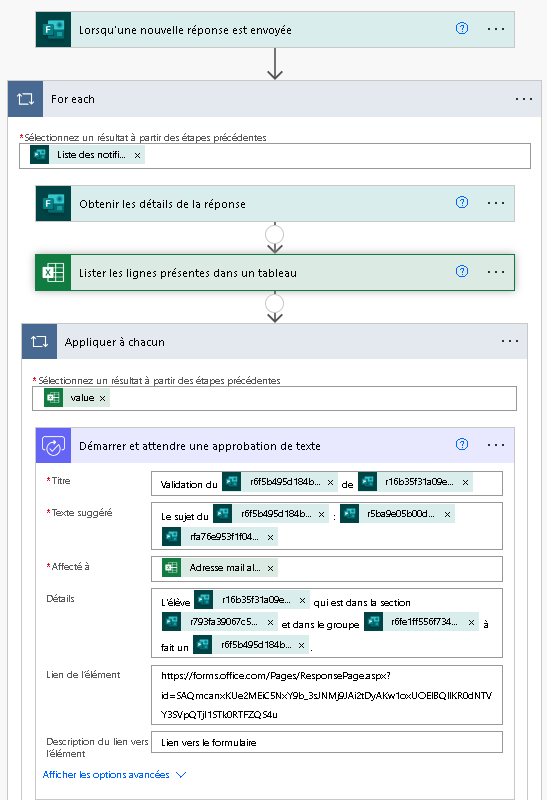 Lorsqu'une nouvelle réponse est envoyée
For each
*Sélectionnez un résultat à partir des étapes précédentes
Liste des notifi... ×
Obtenir les détails de la réponse
Lister les lignes présentes dans un tableau
Appliquer à chacun
*Sélectionnez un résultat à partir des étapes précédentes
value ×
Démarrer et attendre une approbation de texte
*Titre
Validation du r6f5b495d184b... × de r16b35f31a09e... ×
*Texte suggéré
Le sujet du r6f5b495d184b... × : r5ba9e05b00d... ×
rfa76e953f1f04... ×
*Affecté à
Adresse mail al... ×
Détails
L'élève r16b35f31a09e... × qui est dans la section
r793fa39067c5... × et dans le groupe r6fe1ff556f734... × à
fait un r6f5b495d184b... × .
Lien de l'élément
https://forms.office.com/Pages/ResponsePage.aspx?
id=SAQmcanxKUe2MEiC5NxY9b_3sJNMj9JAi2tDyAKw1oxUOElBQllKR0dNTV
Y3SVpQTjI1STk0RTFZQS4u
Description du lien vers
l'élément
Lien vers le formulaire
Afficher les options avancées